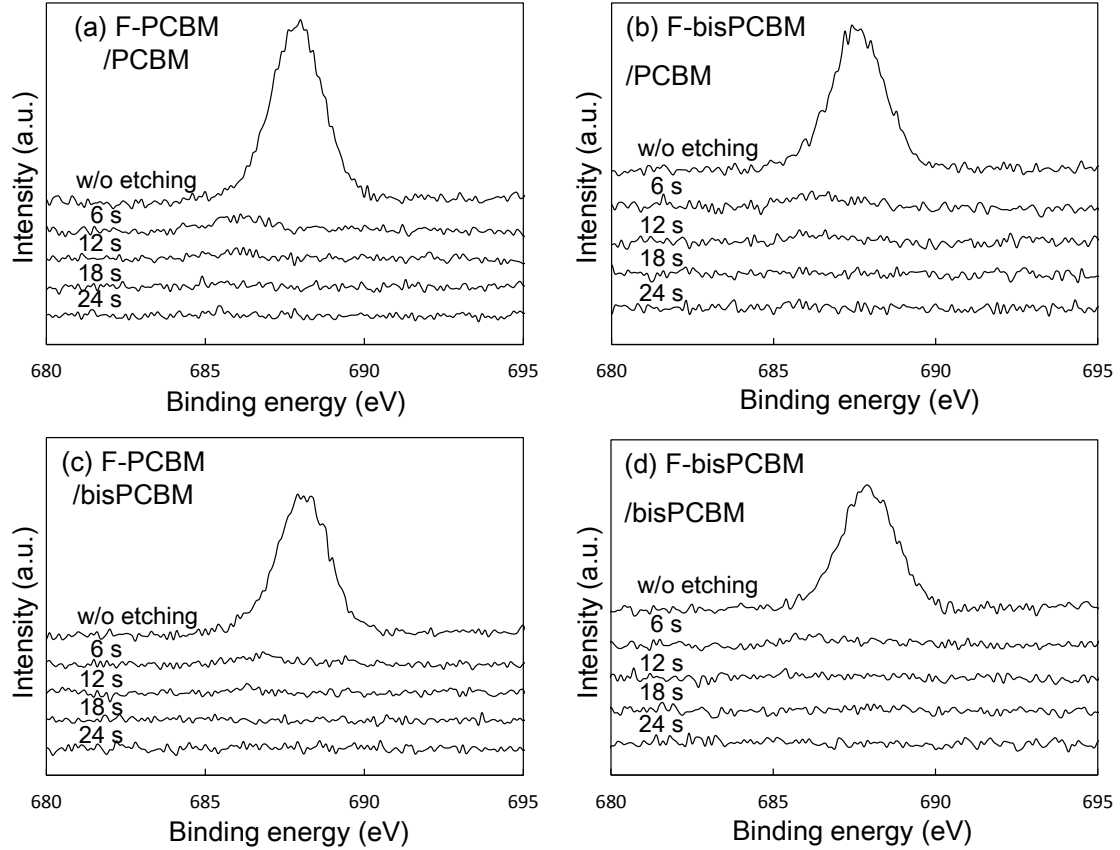 (a) F-PCBM
/PCBM
Intensity (a.u.)
w/o etching
6 s
12 s
18 s
24 s
680 685 690 695
Binding energy (eV)
(b) F-bisPCBM
/PCBM
Intensity (a.u.)
w/o etching
6 s
12 s
18 s
24 s
680 685 690 695
Binding energy (eV)
(c) F-PCBM
/bisPCBM
Intensity (a.u.)
w/o etching
6 s
12 s
18 s
24 s
680 685 690 695
Binding energy (eV)
(d) F-bisPCBM
/bisPCBM
Intensity (a.u.)
w/o etching
6 s
12 s
18 s
24 s
680 685 690 695
Binding energy (eV)